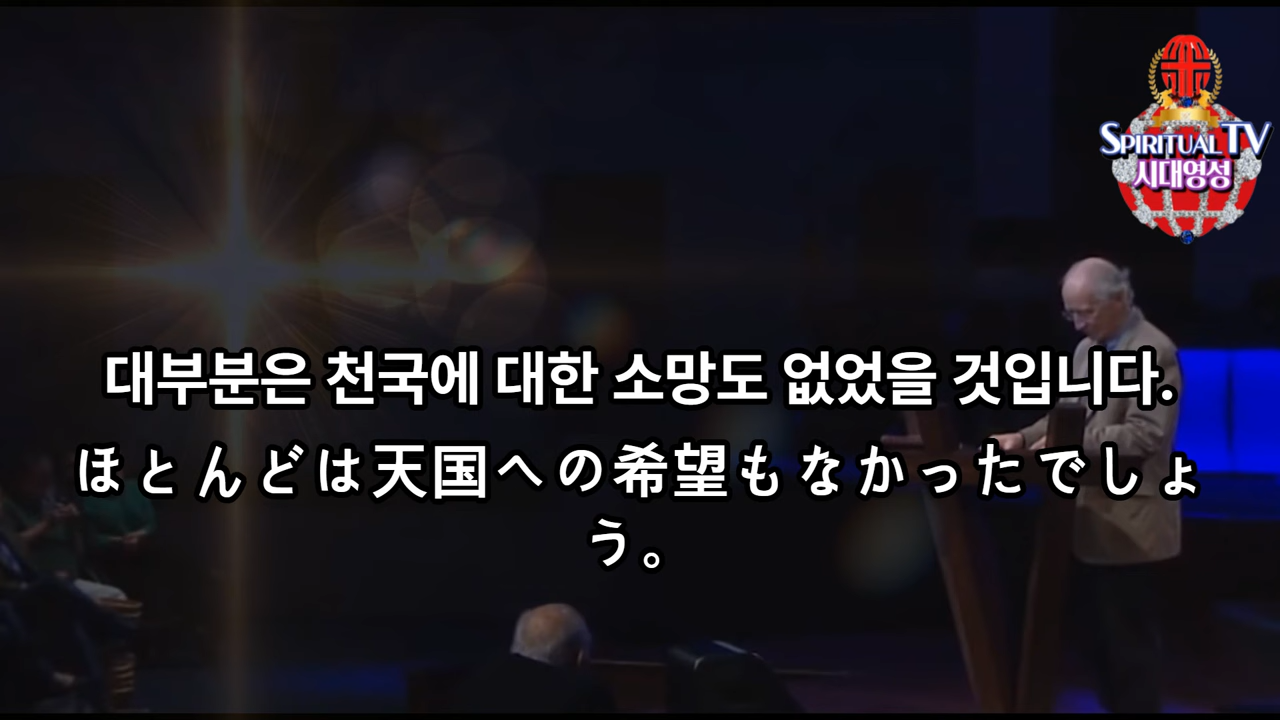 SPIRITUAL TV
시대영성
대부분은 천국에 대한 소망도 없었을 것입니다.
ほとんどは天国への希望もなかったでしょ
う。